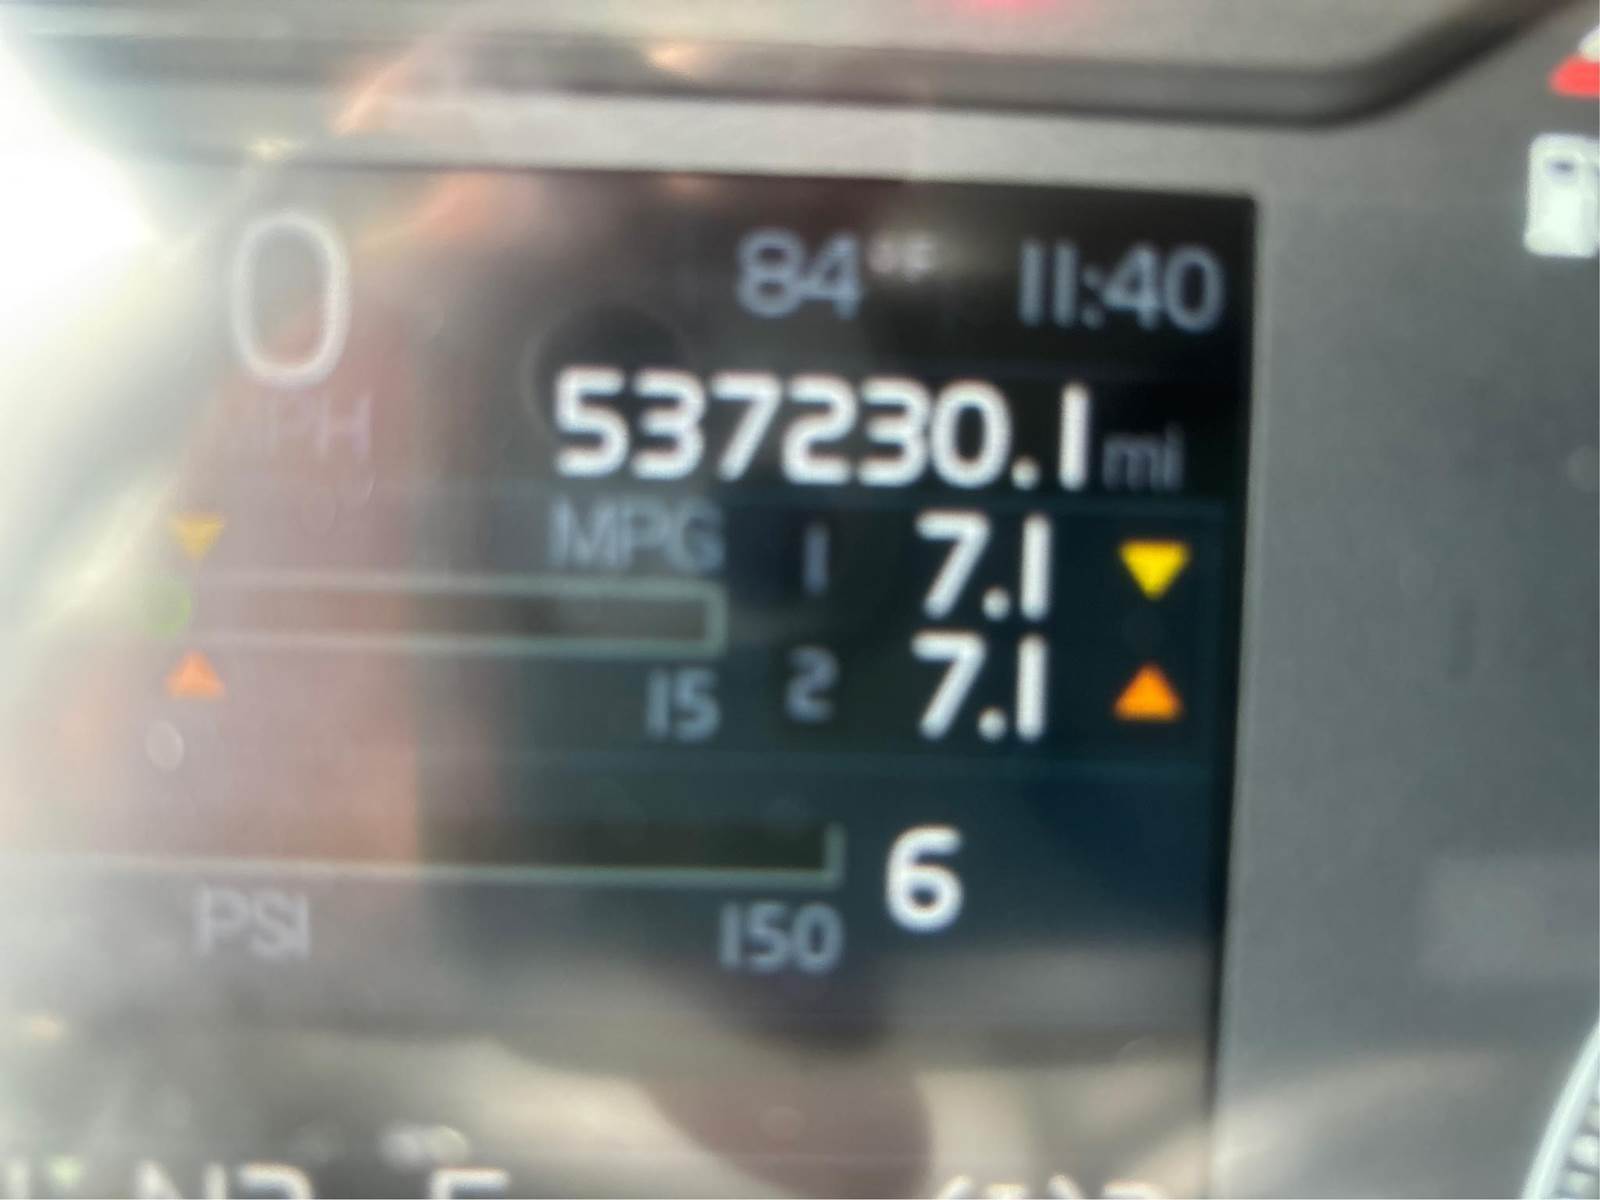 0 84°F 11:40
MPH 537230.1 mi
MPG 1 7.1
15 2 7.1
6
PSI 150